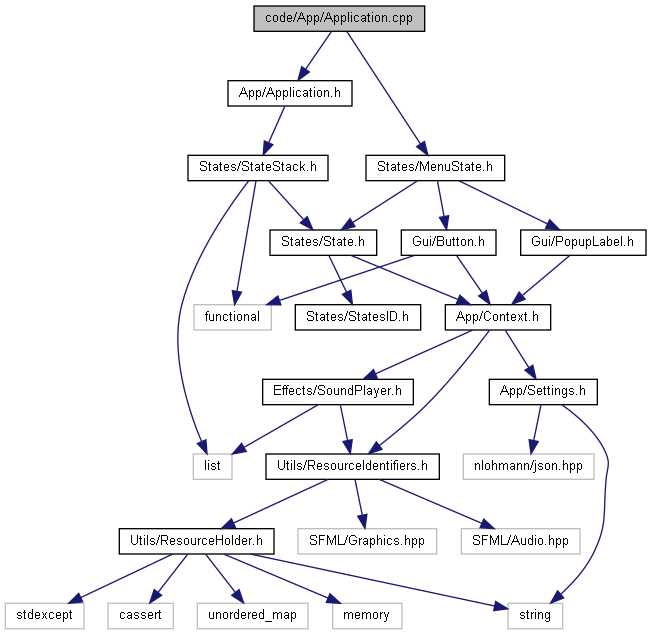 code/App/Application.cpp
App/Application.h
States/StateStack.h
States/MenuState.h
States/State.h
Gui/Button.h
Gui/PopupLabel.h
functional
States/StatesID.h
App/Context.h
Effects/SoundPlayer.h
App/Settings.h
list
Utils/ResourceIdentifiers.h
nlohmann/json.hpp
Utils/ResourceHolder.h
SFML/Graphics.hpp
SFML/Audio.hpp
stdexcept
cassert
unordered_map
memory
string